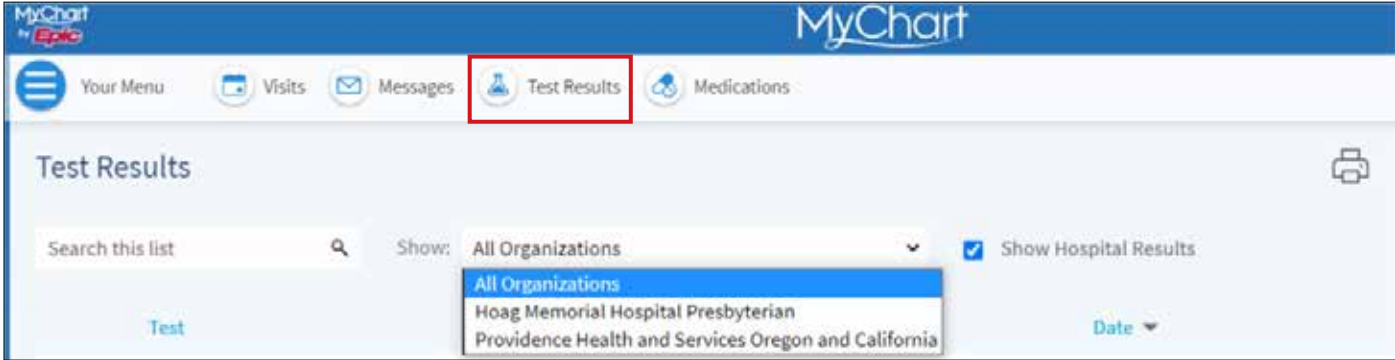 MyChart
by Epic
MyChart
Your Menu Visits Messages Test Results Medications
Test Results
Search this list Show: All Organizations Show Hospital Results
All Organizations
Hoag Memorial Hospital Presbyterian
Test Providence Health and Services Oregon and California Date